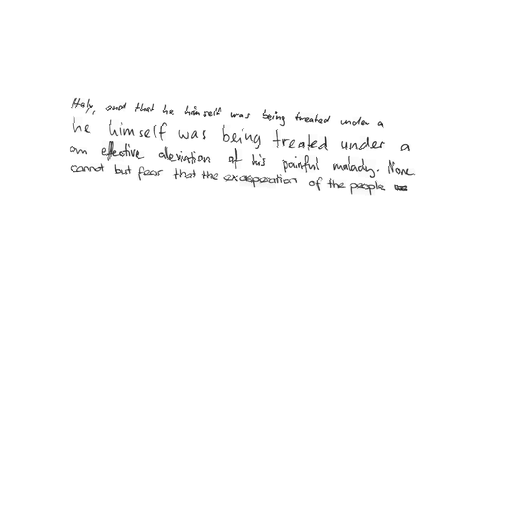 Italy, and that he himself was being treated under a
he himself was being treated under a
an effective aleviation of his painful malady. None
cannot but fear that the exasperation of the people